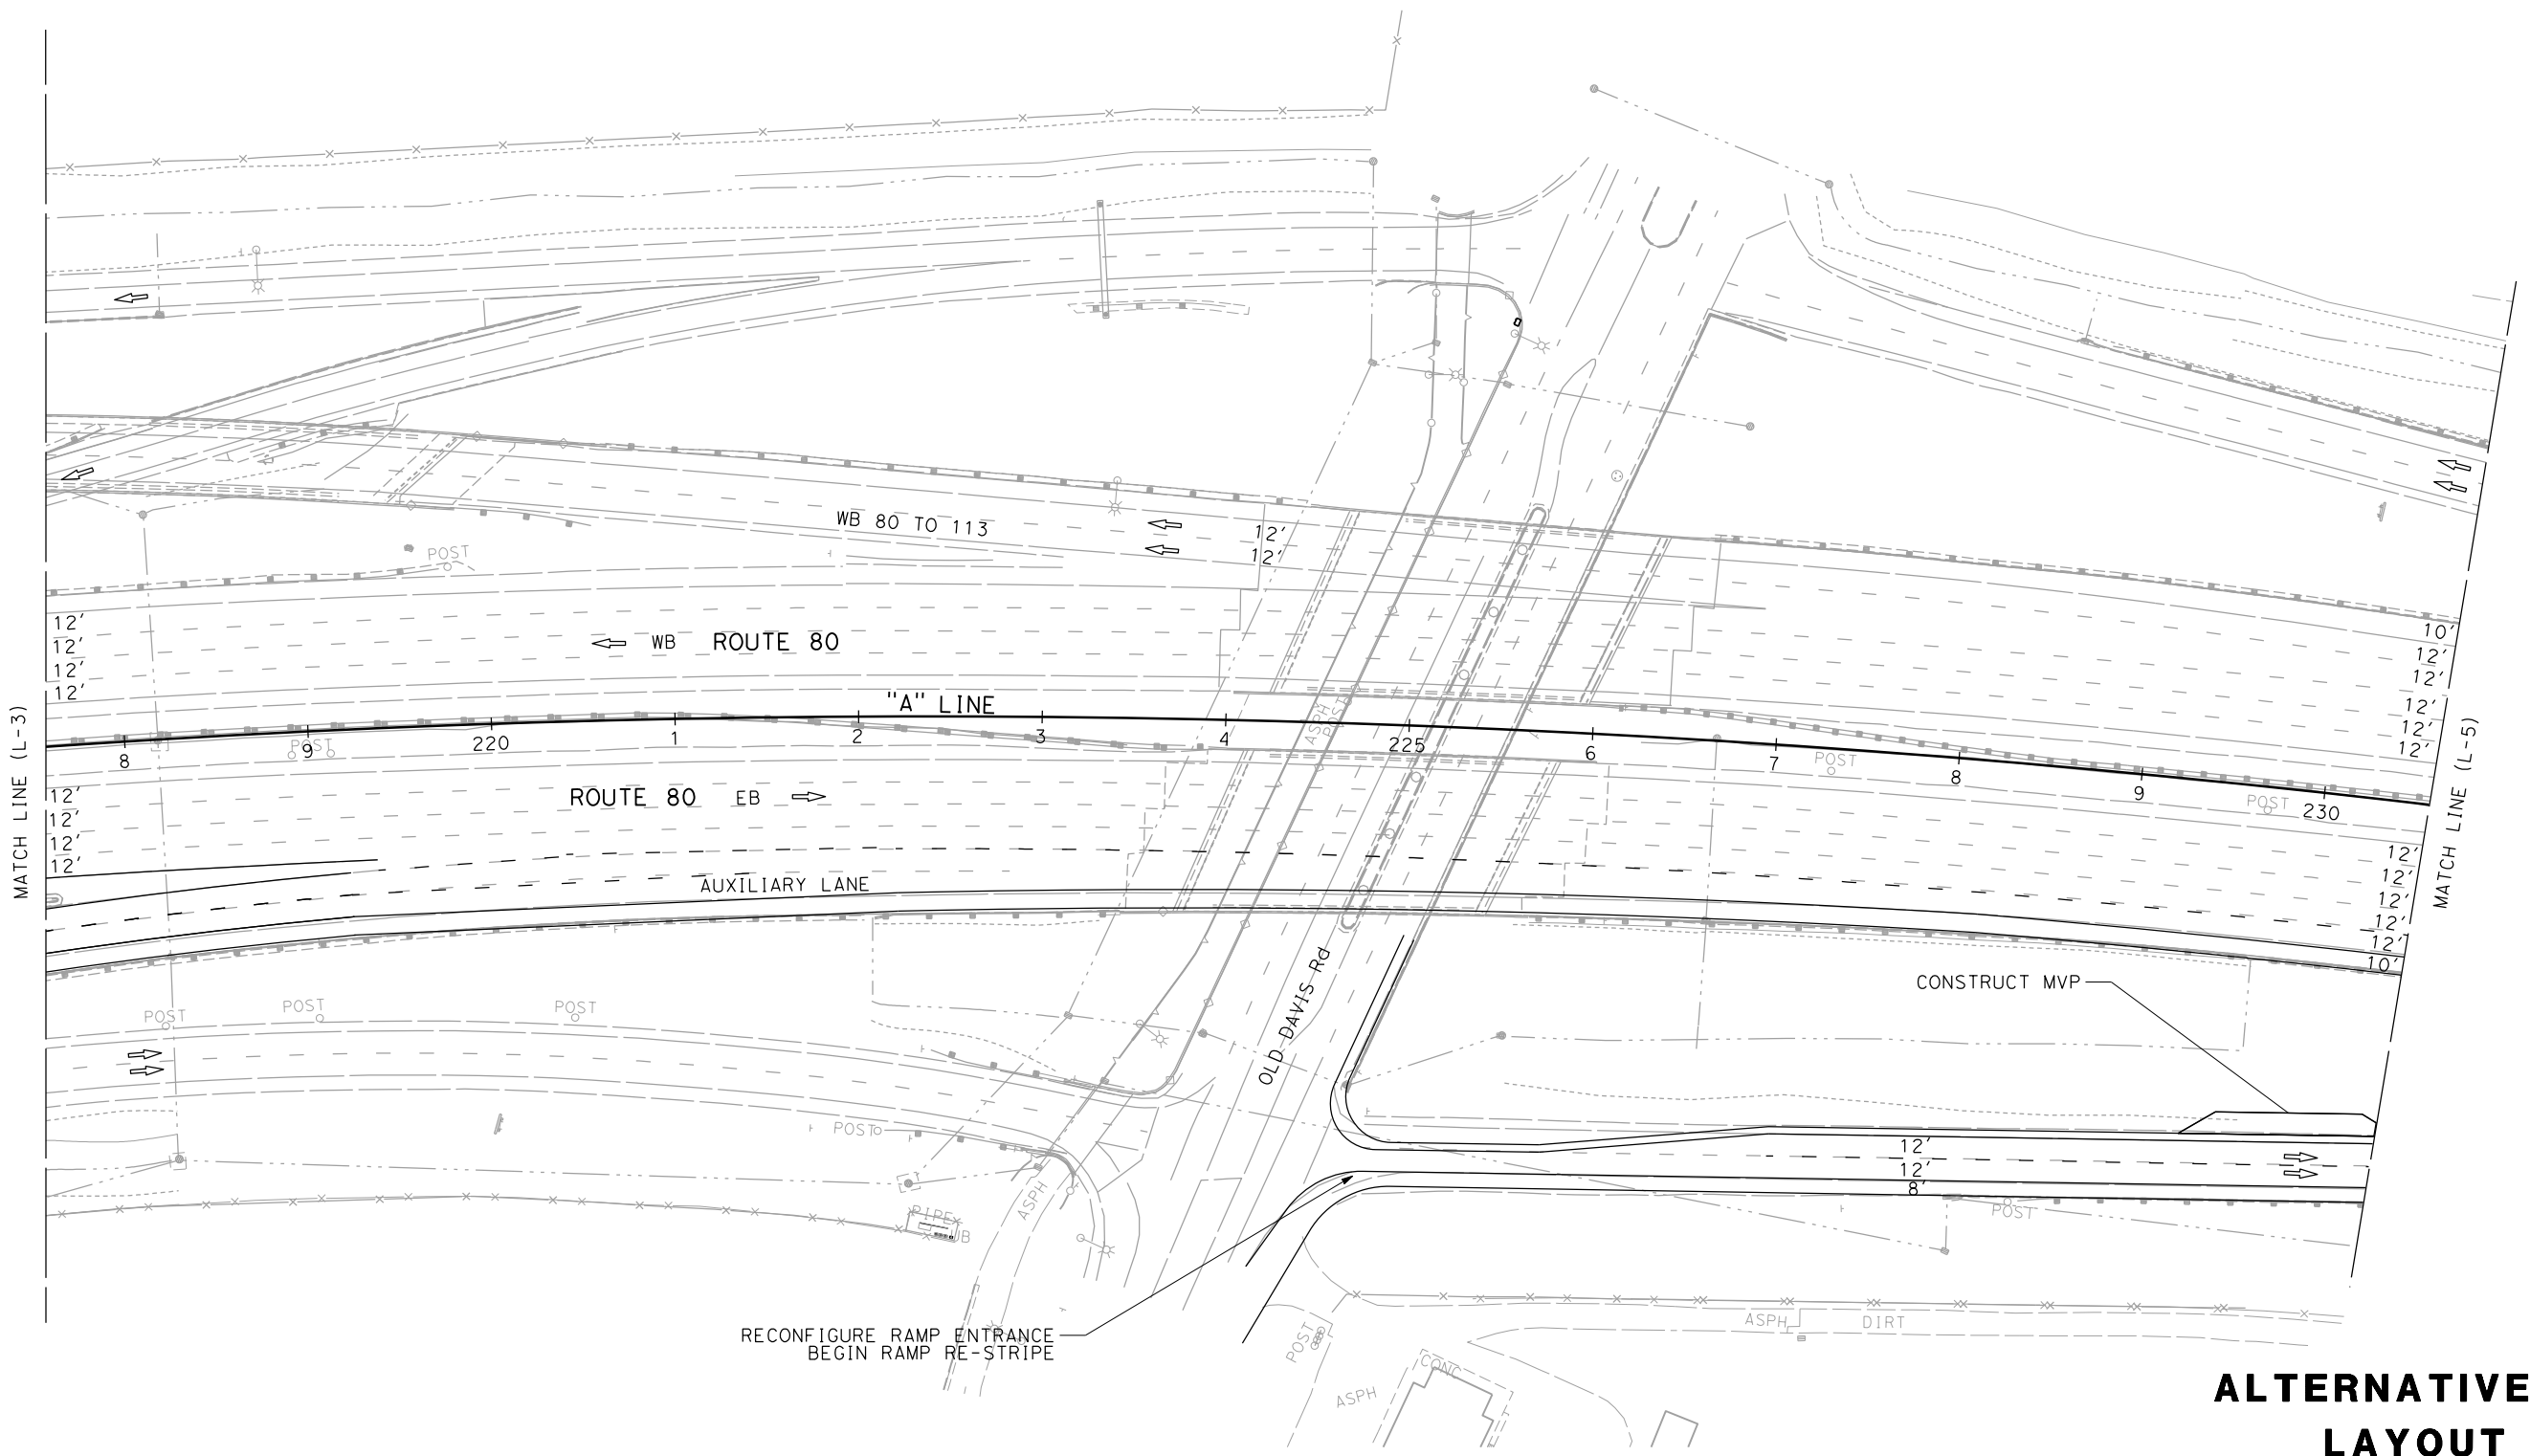 WB 80 TO 113
12'
12'
POST
12'
12'
12'
12'
WB ROUTE 80
10'
12'
12'
12'
12'
12'
"A" LINE
ASPH
POST
MATCH LINE (L-3)
MATCH LINE (L-5)
8
9
220
1
2
3
4
225
6
7
8
9
230
POST
POST
POST
12'
12'
12'
12'
ROUTE 80 EB
AUXILIARY LANE
12'
12'
12'
12'
12'
10'
OLD DAVIS Rd
CONSTRUCT MVP
POST
POST
POST
POST
12'
12'
8'
POST
ASPH
PIPE
RECONFIGURE RAMP ENTRANCE
BEGIN RAMP RE-STRIPE
POST
ASPH
DIRT
CONC
ASPH
ALTERNATIVE
LAYOUT